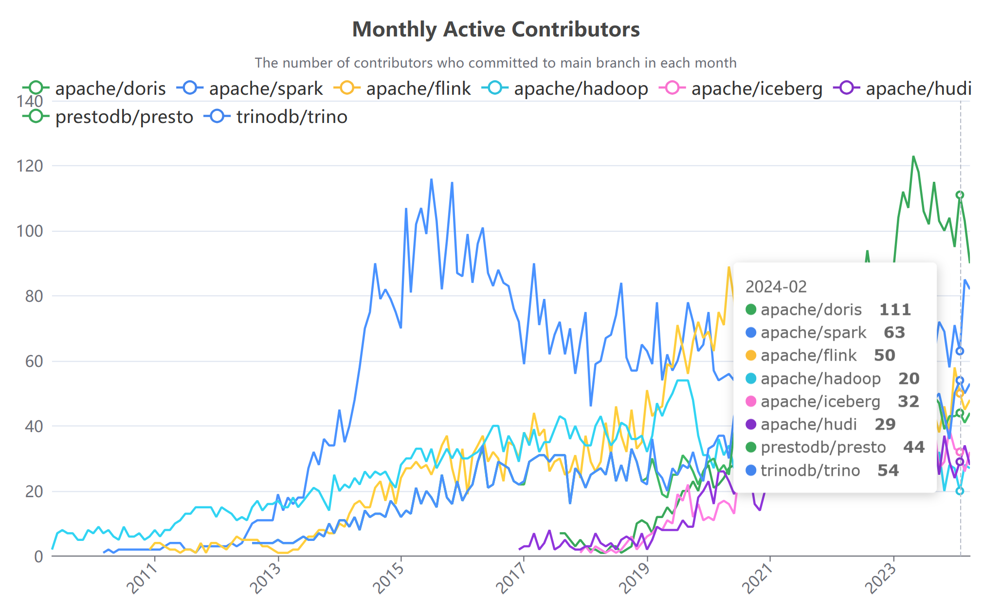 Monthly Active Contributors
The number of contributors who committed to main branch in each month
apache/doris apache/spark apache/flink apache/hadoop apache/iceberg apache/hudi
140
prestodb/presto trinodb/trino
120
100
80
60
40
20
0
2024-02
apache/doris 111
apache/spark 63
apache/flink 50
apache/hadoop 20
apache/iceberg 32
apache/hudi 29
prestodb/presto 44
trinodb/trino 54
2011 2013 2015 2017 2019 2021 2023